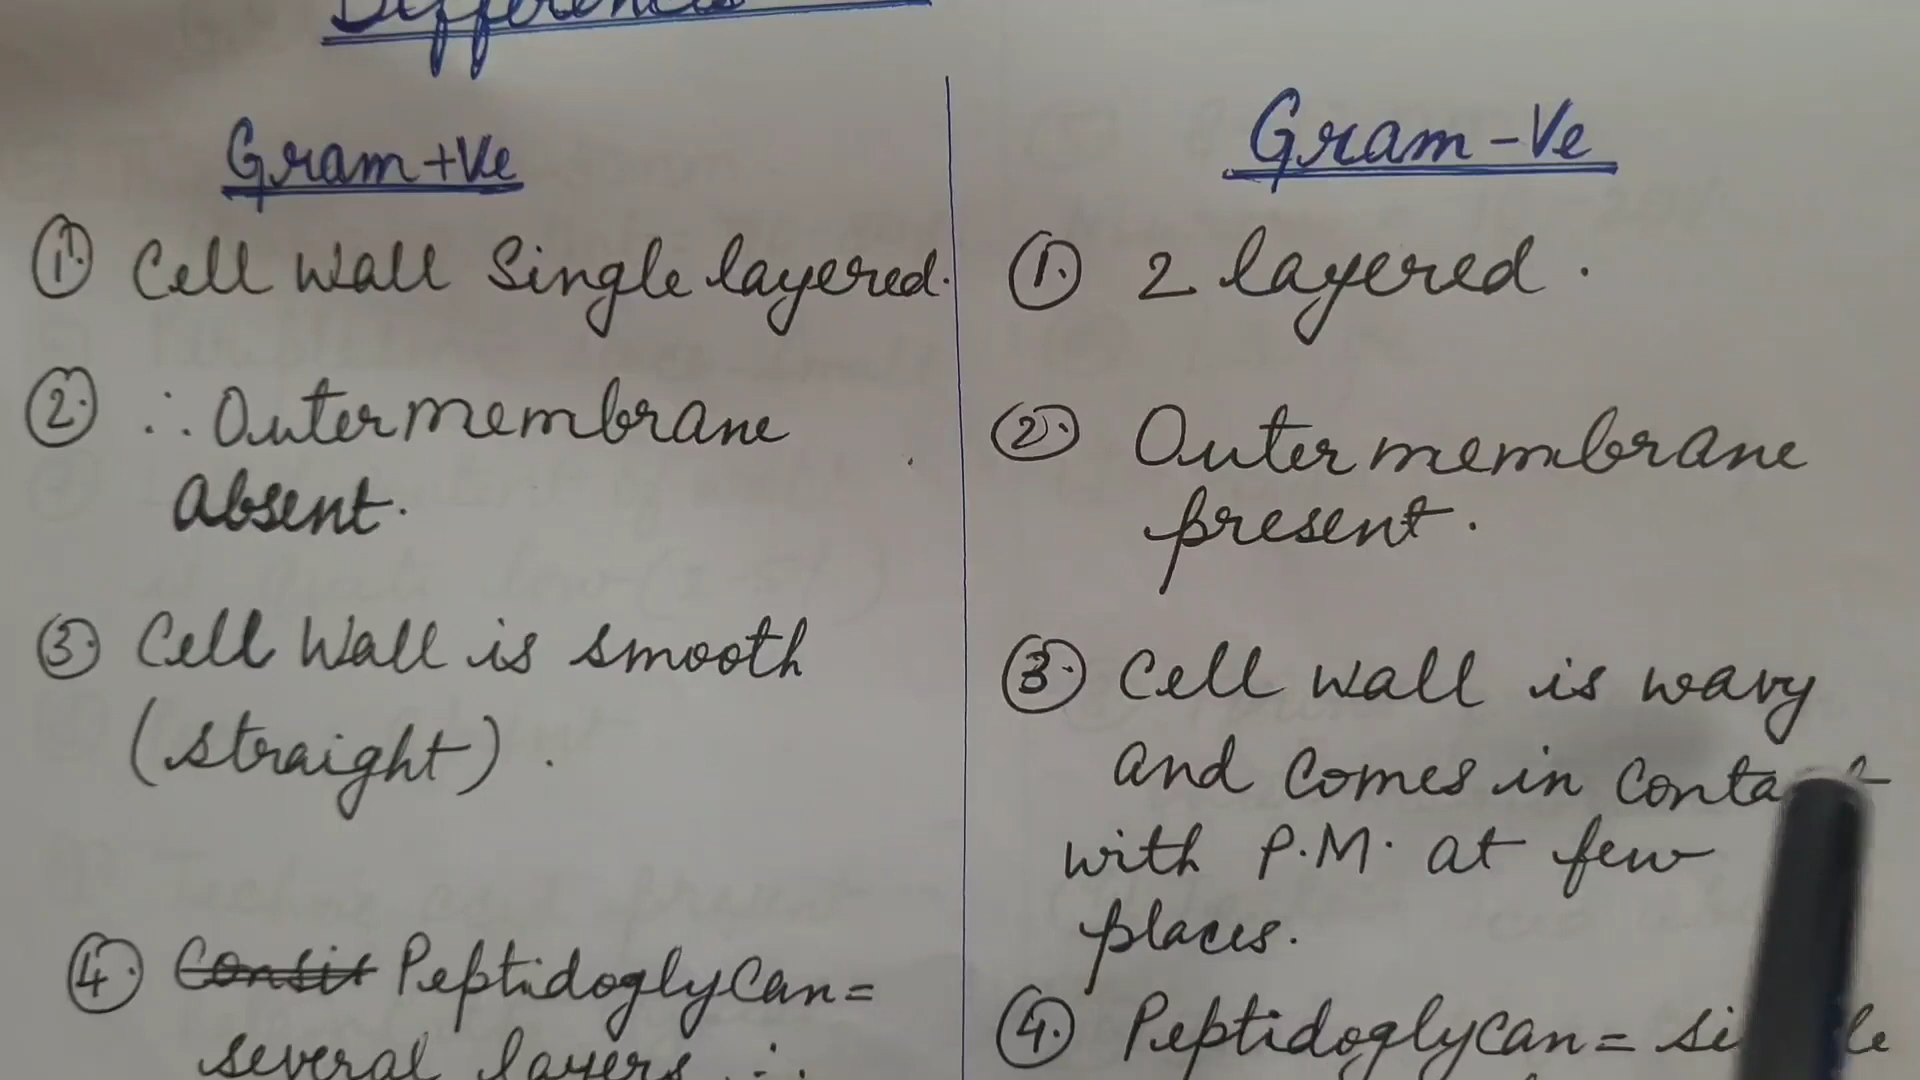 Differences
Gram +Ve
① Cell Wall Single layered.
② ∴ Outer membrane
absent.
③ Cell Wall is smooth
(straight).
④ Consis Peptidoglycan =
several layers ∴
Gram -Ve
① 2 layered.
② Outer membrane
present.
③ Cell wall is wavy
and comes in
with P.M. at few
places.
④ Peptidoglycan =